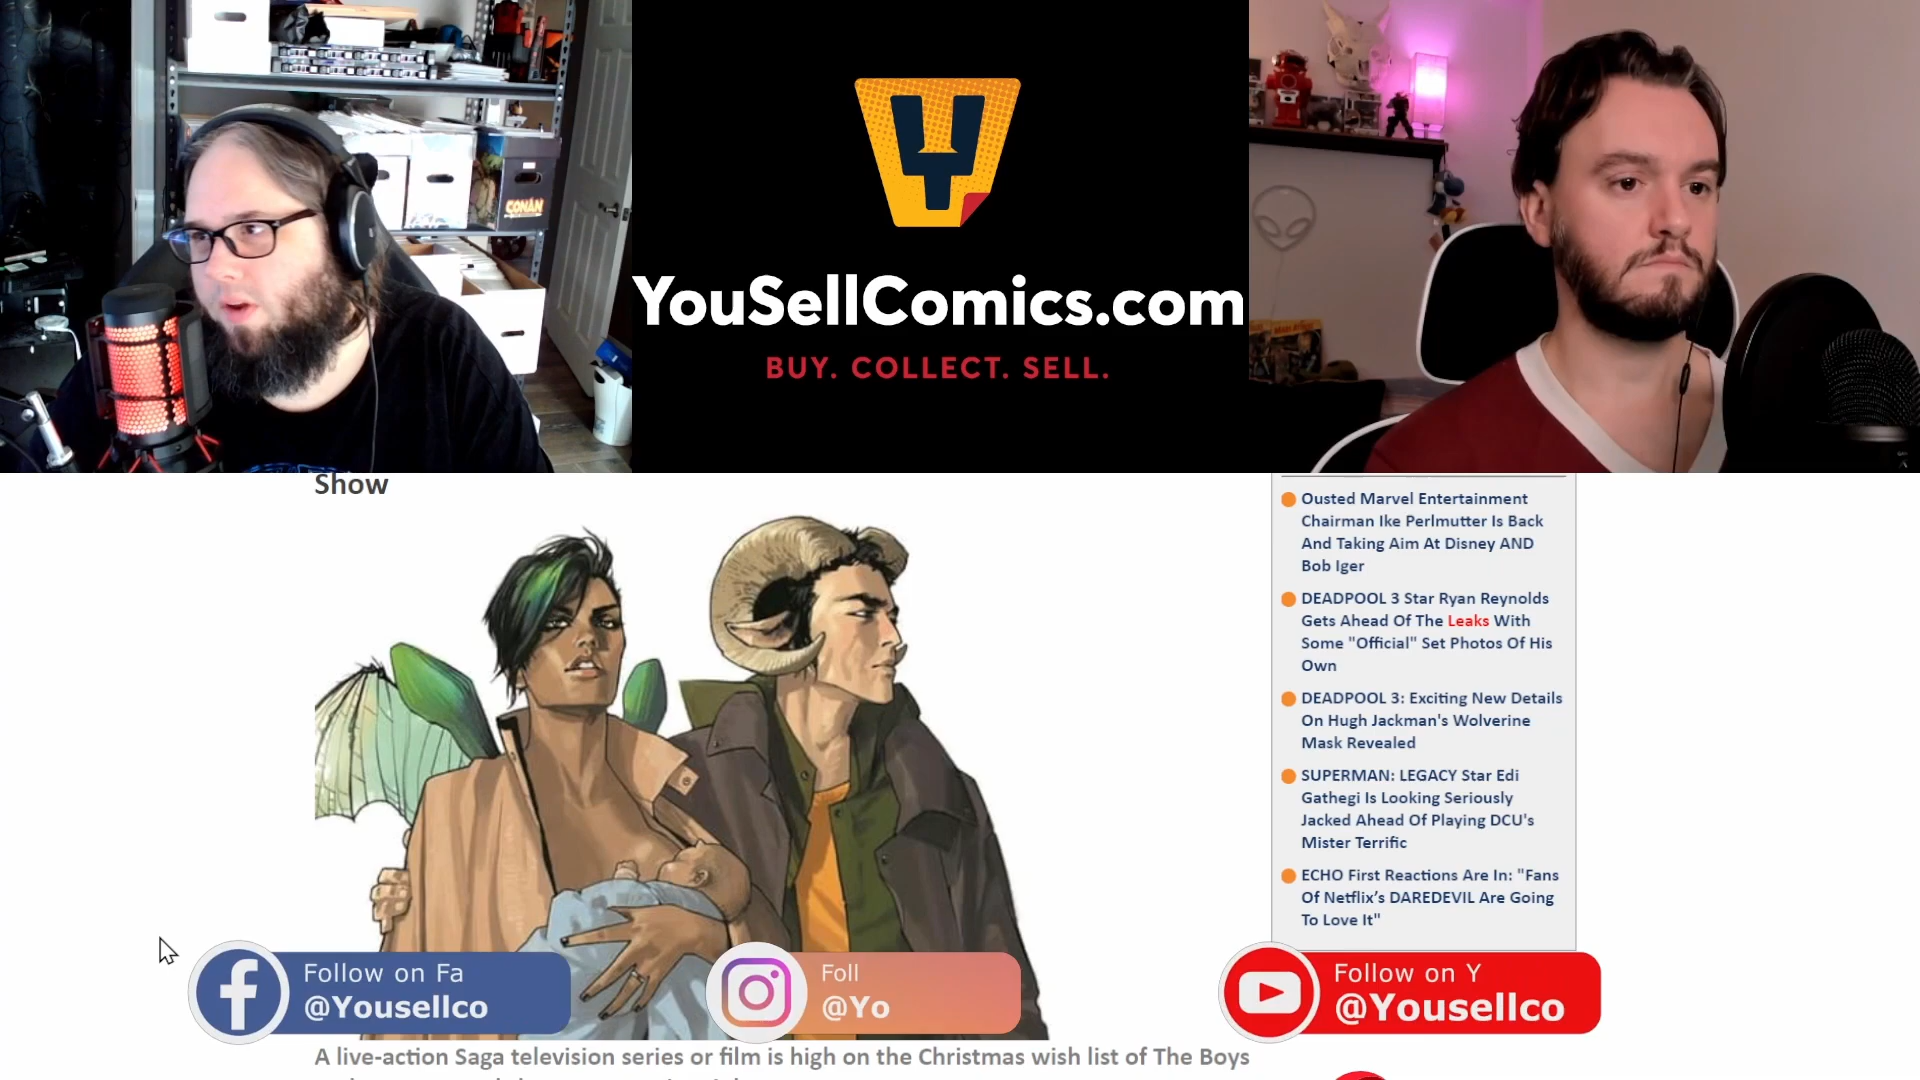 CONAN
YouSellComics.com
BUY. COLLECT. SELL.
Show
Ousted Marvel Entertainment
Chairman Ike Perlmutter Is Back
And Taking Aim At Disney AND
Bob Iger
DEADPOOL 3 Star Ryan Reynolds
Gets Ahead Of The Leaks With
Some "Official" Set Photos Of His
Own
DEADPOOL 3: Exciting New Details
On Hugh Jackman's Wolverine
Mask Revealed
SUPERMAN: LEGACY Star Edi
Gathegi Is Looking Seriously
Jacked Ahead Of Playing DCU's
Mister Terrific
ECHO First Reactions Are In: "Fans
Of Netflix’s DAREDEVIL Are Going
To Love It"
Follow on Fa
@Yousellco
Foll
@Yo
Follow on Y
@Yousellco
A live-action Saga television series or film is high on the Christmas wish list of The Boys